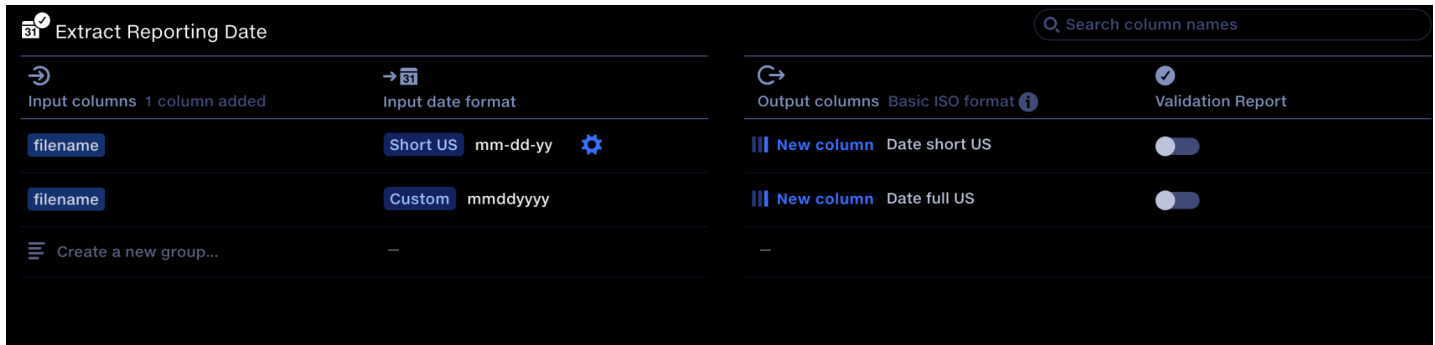 31 Extract Reporting Date
Search column names
31
Input columns 1 column added
Input date format
Output columns Basic ISO format i
Validation Report
filename
Short US mm-dd-yy
New column Date short US
filename
Custom mmddyyyy
New column Date full US
Create a new group...
—
—